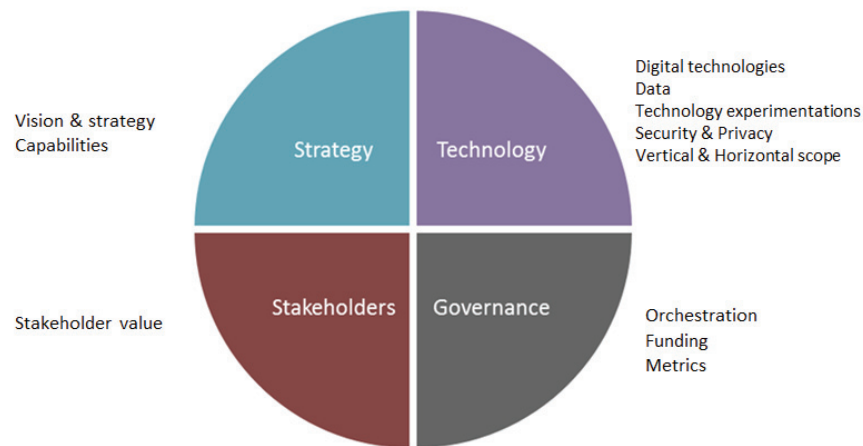 Vision & strategy
Capabilities
Strategy
Technology
Digital technologies
Data
Technology experimentations
Security & Privacy
Vertical & Horizontal scope
Stakeholder value
Stakeholders
Governance
Orchestration
Funding
Metrics